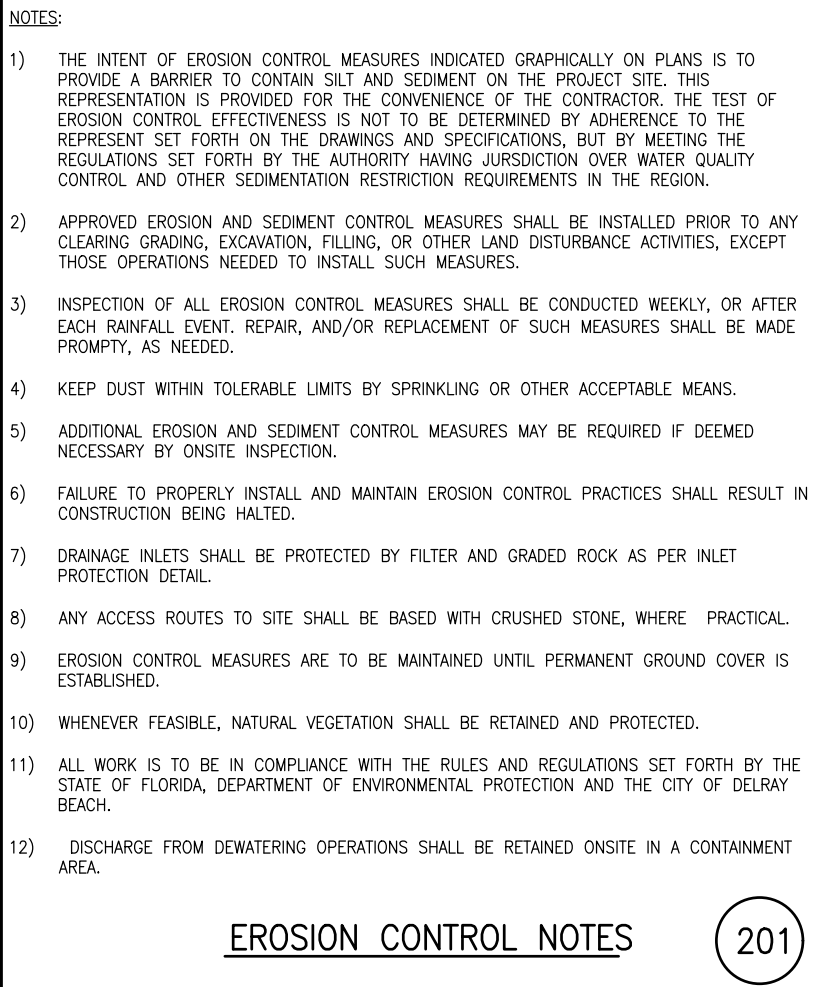 NOTES:
1) THE INTENT OF EROSION CONTROL MEASURES INDICATED GRAPHICALLY ON PLANS IS TO
PROVIDE A BARRIER TO CONTAIN SILT AND SEDIMENT ON THE PROJECT SITE. THIS
REPRESENTATION IS PROVIDED FOR THE CONVENIENCE OF THE CONTRACTOR. THE TEST OF
EROSION CONTROL EFFECTIVENESS IS NOT TO BE DETERMINED BY ADHERENCE TO THE
REPRESENT SET FORTH ON THE DRAWINGS AND SPECIFICATIONS, BUT BY MEETING THE
REGULATIONS SET FORTH BY THE AUTHORITY HAVING JURSDICTION OVER WATER QUALITY
CONTROL AND OTHER SEDIMENTATION RESTRICTION REQUIREMENTS IN THE REGION.
2) APPROVED EROSION AND SEDIMENT CONTROL MEASURES SHALL BE INSTALLED PRIOR TO ANY
CLEARING GRADING, EXCAVATION, FILLING, OR OTHER LAND DISTURBANCE ACTIVITIES, EXCEPT
THOSE OPERATIONS NEEDED TO INSTALL SUCH MEASURES.
3) INSPECTION OF ALL EROSION CONTROL MEASURES SHALL BE CONDUCTED WEEKLY, OR AFTER
EACH RAINFALL EVENT. REPAIR, AND/OR REPLACEMENT OF SUCH MEASURES SHALL BE MADE
PROMPTY, AS NEEDED.
4) KEEP DUST WITHIN TOLERABLE LIMITS BY SPRINKLING OR OTHER ACCEPTABLE MEANS.
5) ADDITIONAL EROSION AND SEDIMENT CONTROL MEASURES MAY BE REQUIRED IF DEEMED
NECESSARY BY ONSITE INSPECTION.
6) FAILURE TO PROPERLY INSTALL AND MAINTAIN EROSION CONTROL PRACTICES SHALL RESULT IN
CONSTRUCTION BEING HALTED.
7) DRAINAGE INLETS SHALL BE PROTECTED BY FILTER AND GRADED ROCK AS PER INLET
PROTECTION DETAIL.
8) ANY ACCESS ROUTES TO SITE SHALL BE BASED WITH CRUSHED STONE, WHERE PRACTICAL.
9) EROSION CONTROL MEASURES ARE TO BE MAINTAINED UNTIL PERMANENT GROUND COVER IS
ESTABLISHED.
10) WHENEVER FEASIBLE, NATURAL VEGETATION SHALL BE RETAINED AND PROTECTED.
11) ALL WORK IS TO BE IN COMPLIANCE WITH THE RULES AND REGULATIONS SET FORTH BY THE
STATE OF FLORIDA, DEPARTMENT OF ENVIRONMENTAL PROTECTION AND THE CITY OF DELRAY
BEACH.
12) DISCHARGE FROM DEWATERING OPERATIONS SHALL BE RETAINED ONSITE IN A CONTAINMENT
AREA.
EROSION CONTROL NOTES 201